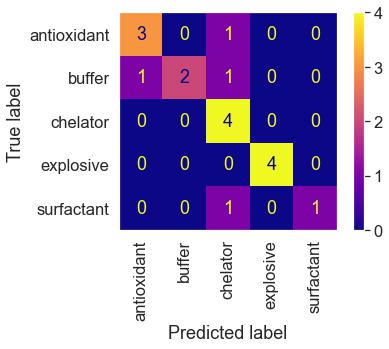 antioxidant 3 0 1 0 0
buffer 1 2 1 0 0
chelator 0 0 4 0 0
explosive 0 0 0 4 0
surfactant 0 0 1 0 1
True label
antioxidant
buffer
chelator
explosive
surfactant
Predicted label
4
3
2
1
0